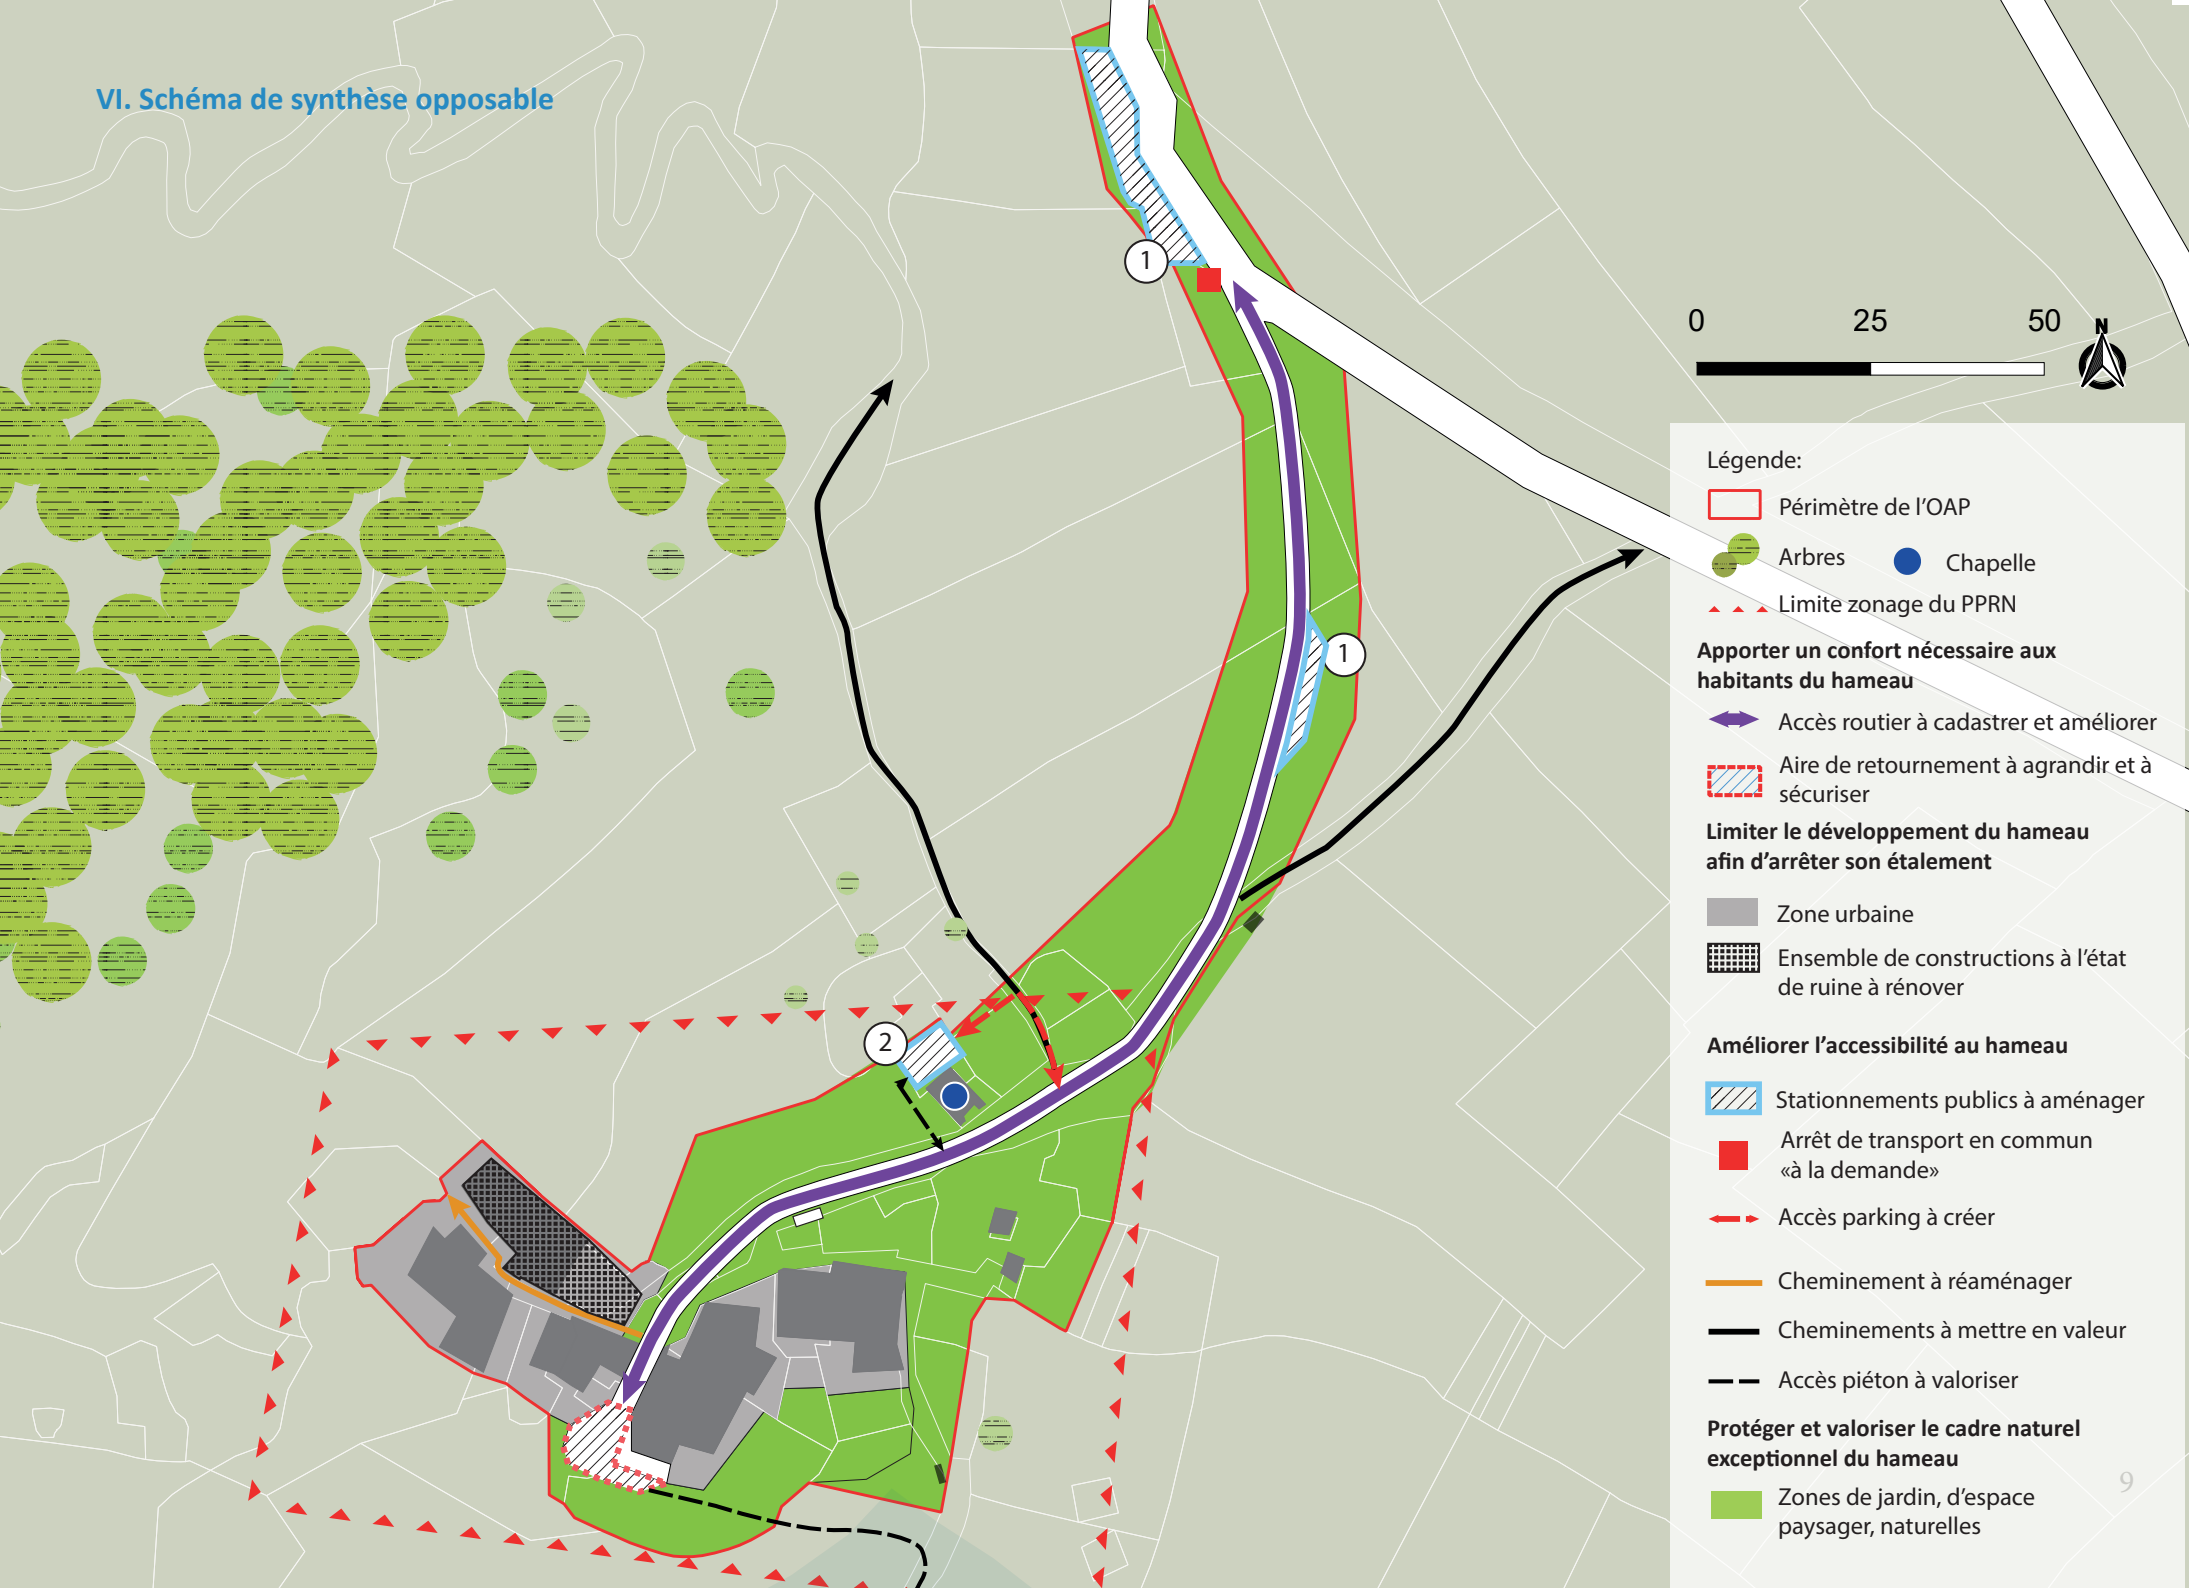 VI. Schéma de synthèse opposable
1
0 25 50
N
1
2
Légende:
Périmètre de l'OAP
Arbres
Chapelle
Limite zonage du PPRN
Apporter un confort nécessaire aux
habitants du hameau
Accès routier à cadastrer et améliorer
Aire de retournement à agrandir et à
sécuriser
Limiter le développement du hameau
afin d'arrêter son étalement
Zone urbaine
Ensemble de constructions à l'état
de ruine à rénover
Améliorer l'accessibilité au hameau
Stationnements publics à aménager
Arrêt de transport en commun
«à la demande»
Accès parking à créer
Cheminement à réaménager
Cheminements à mettre en valeur
Accès piéton à valoriser
Protéger et valoriser le cadre naturel
exceptionnel du hameau
Zones de jardin, d'espace
paysager, naturelles
9